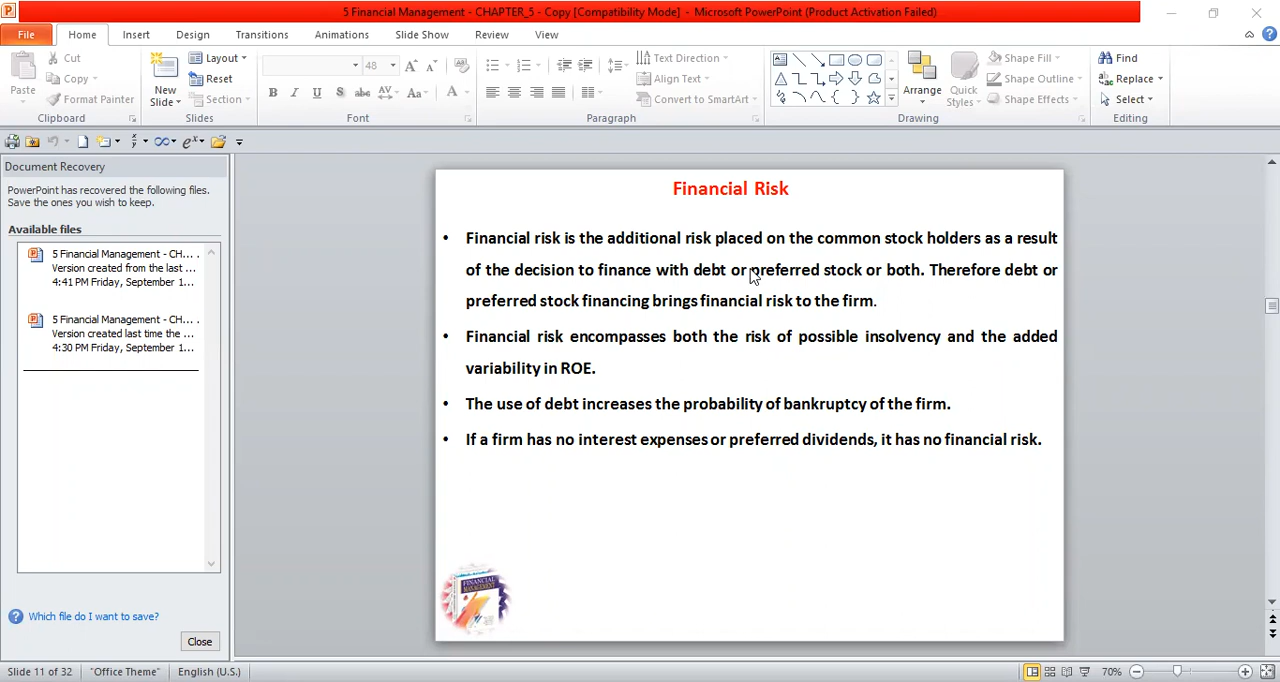 5 Financial Management - CHAPTER_5 - Copy [Compatibility Mode] - Microsoft PowerPoint (Product Activation Failed)
File Home Insert Design Transitions Animations Slide Show Review View
Cut
Copy
Format Painter
Paste
Clipboard
New
Slide
Layout
Reset
Section
Slides
48
B I U S abc AV Aa A
Font
Text Direction
Align Text
Convert to SmartArt
Paragraph
Arrange
Quick
Styles
Shape Fill
Shape Outline
Shape Effects
Drawing
Find
Replace
Select
Editing
Document Recovery
PowerPoint has recovered the following files.
Save the ones you wish to keep.
Available files
5 Financial Management - CH... .
Version created from the last ...
4:41 PM Friday, September 1...
5 Financial Management - CH... .
Version created last time the ...
4:30 PM Friday, September 1...
Which file do I want to save?
Close
Financial Risk
• Financial risk is the additional risk placed on the common stock holders as a result
of the decision to finance with debt or preferred stock or both. Therefore debt or
preferred stock financing brings financial risk to the firm.
• Financial risk encompasses both the risk of possible insolvency and the added
variability in ROE.
• The use of debt increases the probability of bankruptcy of the firm.
• If a firm has no interest expenses or preferred dividends, it has no financial risk.
FINANCIAL
MANAGEMENT
Slide 11 of 32 "Office Theme" English (U.S.) 70%